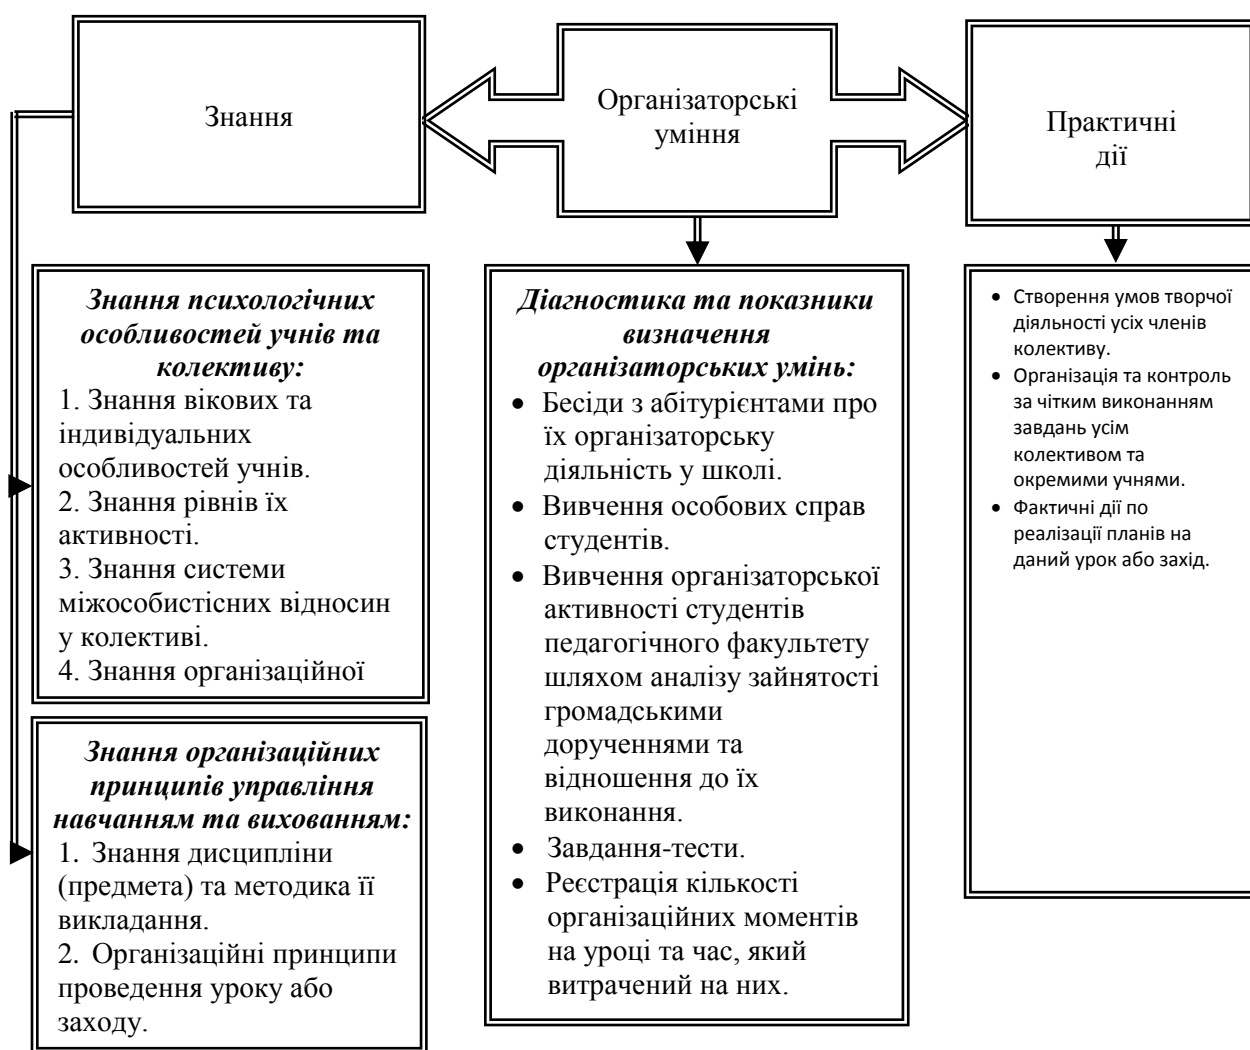 Знання
Організаторські
уміння
Практичні
дії
Знання психологічних
особливостей учнів та
колективу:
1. Знання вікових та
індивідуальних
особливостей учнів.
2. Знання рівнів їх
активності.
3. Знання системи
міжособистісних відносин
у колективі.
4. Знання організаційної
Знання організаційних
принципів управління
навчанням та вихованням:
1. Знання дисципліни
(предмета) та методика її
викладання.
2. Організаційні принципи
проведення уроку або
заходу.
Діагностика та показники
визначення
організаторських умінь:
• Бесіди з абітурієнтами про
їх організаторську
діяльність у школі.
• Вивчення особових справ
студентів.
• Вивчення організаторської
активності студентів
педагогічного факультету
шляхом аналізу зайнятості
громадськими
дорученнями та
відношення до їх
виконання.
• Завдання-тести.
• Реєстрація кількості
організаційних моментів
на уроці та час, який
витрачений на них.
• Створення умов творчої
діяльності усіх членів
колективу.
• Організація та контроль
за чітким виконанням
завдань усім
колективом та
окремими учнями.
• Фактичні дії по
реалізації планів на
даний урок або захід.